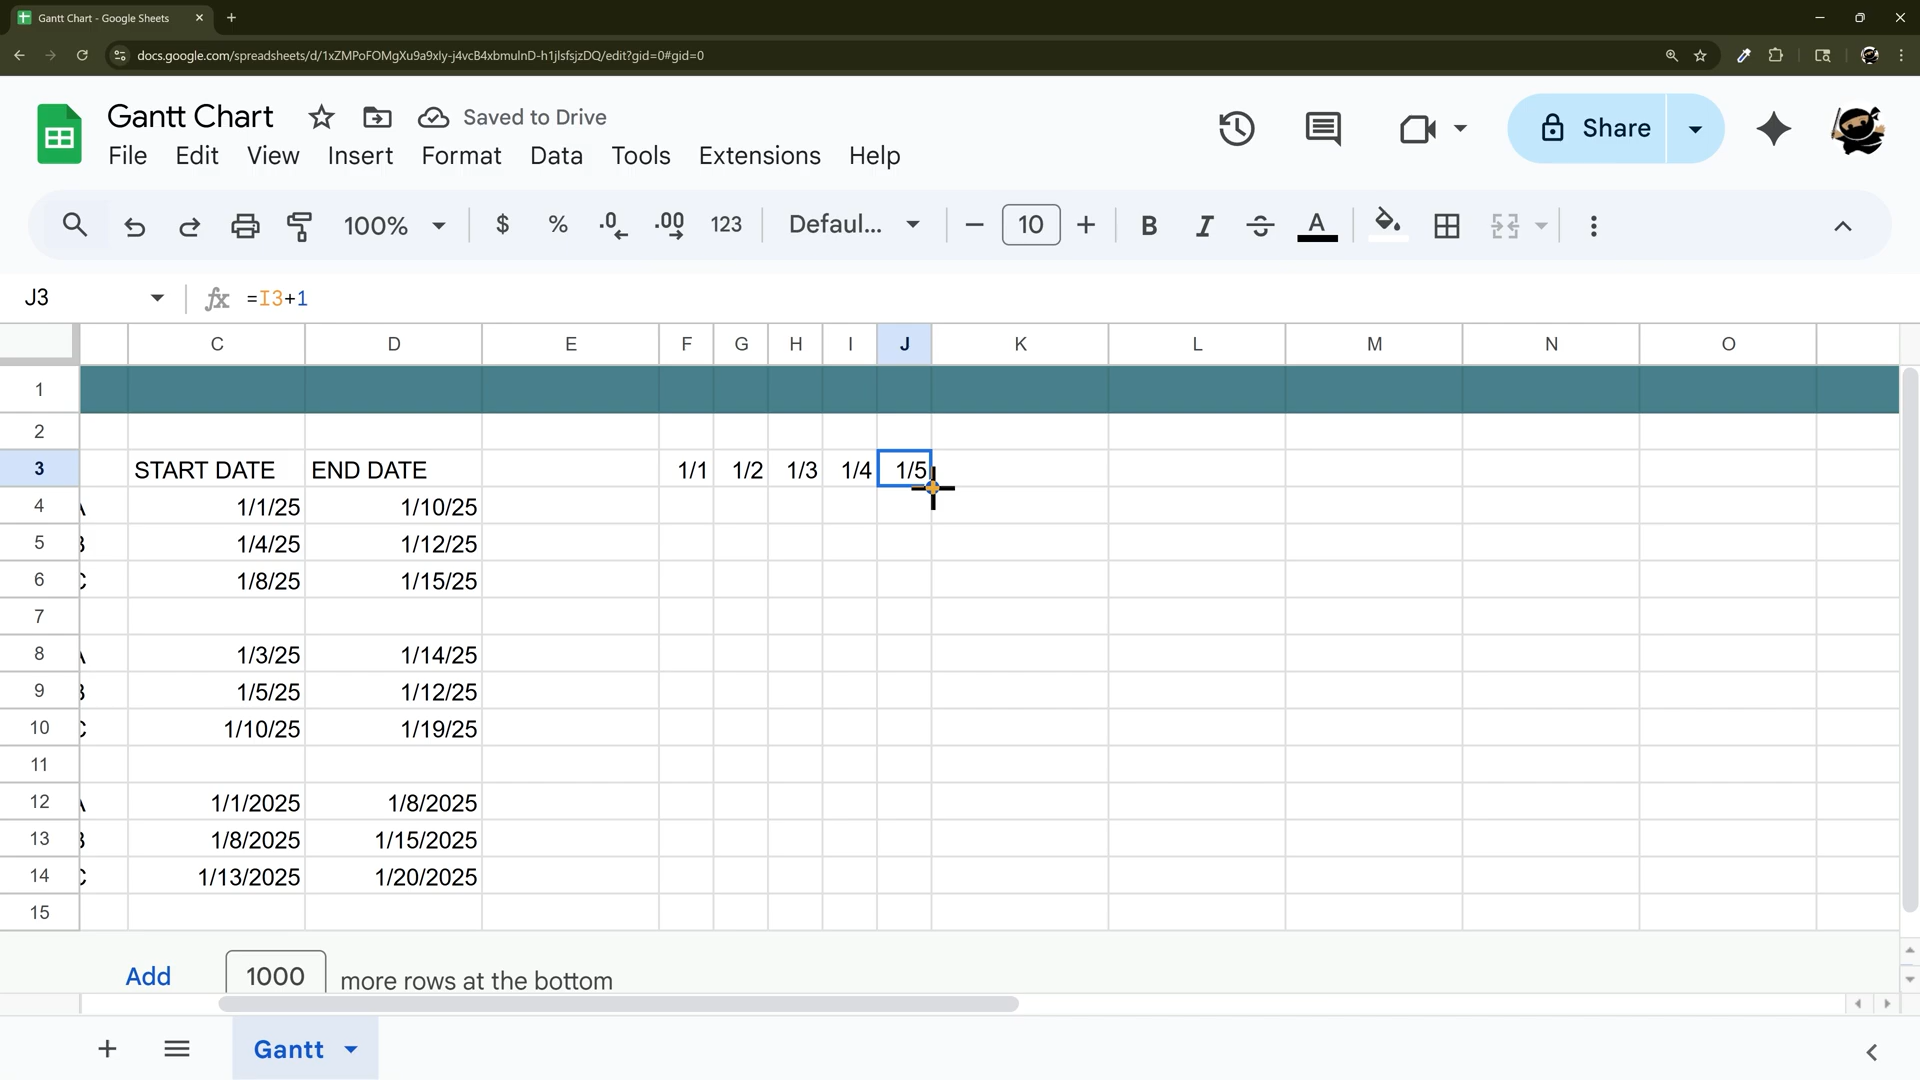 Gantt Chart - Google Sheets
docs.google.com/spreadsheets/d/1xZMPoFOMgXu9a9xly-j4vcB4xbmulnD-h1jlsfsjzDQ/edit?gid=0#gid=0
Gantt Chart Saved to Drive
File Edit View Insert Format Data Tools Extensions Help
Share
100% $ % .0 .00 123 Defaul... 10 B I S A
J3 fx =I3+1
C D E F G H I J K L M N O
1
2
3 START DATE END DATE 1/1 1/2 1/3 1/4 1/5
4 1/1/25 1/10/25
5 1/4/25 1/12/25
6 1/8/25 1/15/25
7
8 1/3/25 1/14/25
9 1/5/25 1/12/25
10 1/10/25 1/19/25
11
12 1/1/2025 1/8/2025
13 1/8/2025 1/15/2025
14 1/13/2025 1/20/2025
15
Add 1000 more rows at the bottom
Gantt